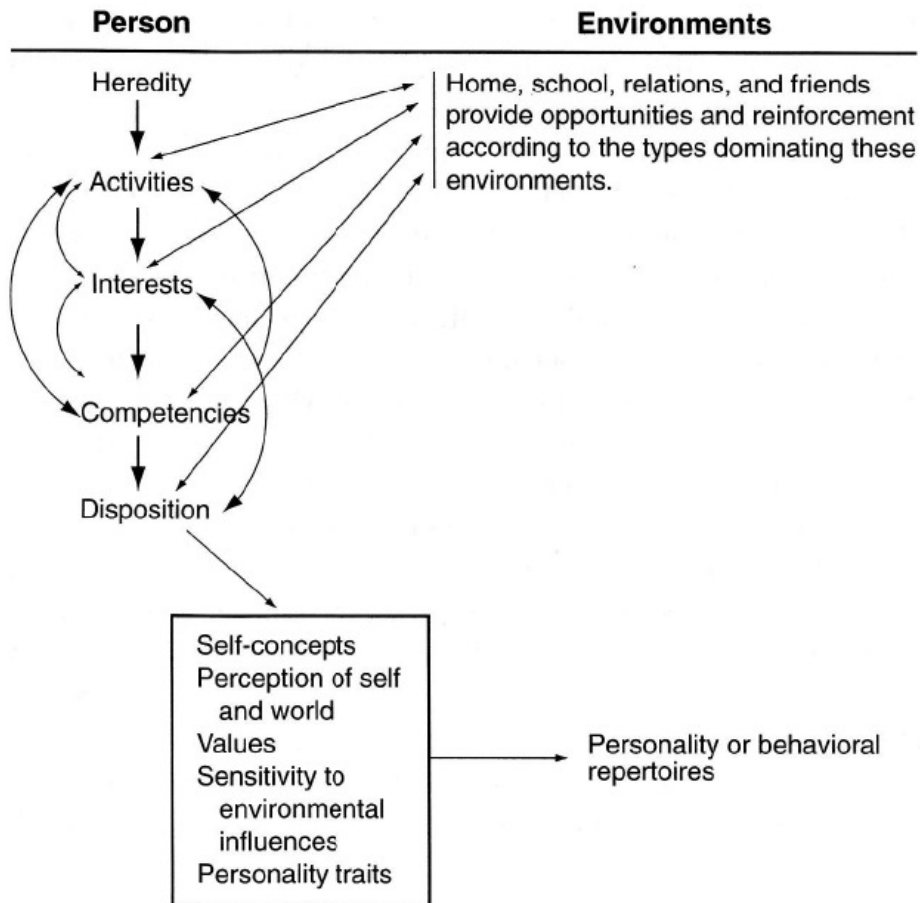 Person
Environments
Heredity
Home, school, relations, and friends
provide opportunities and reinforcement
according to the types dominating these
environments.
Activities
Interests
Competencies
Disposition
Self-concepts
Perception of self
and world
Values
Sensitivity to
environmental
influences
Personality traits
Personality or behavioral
repertoires